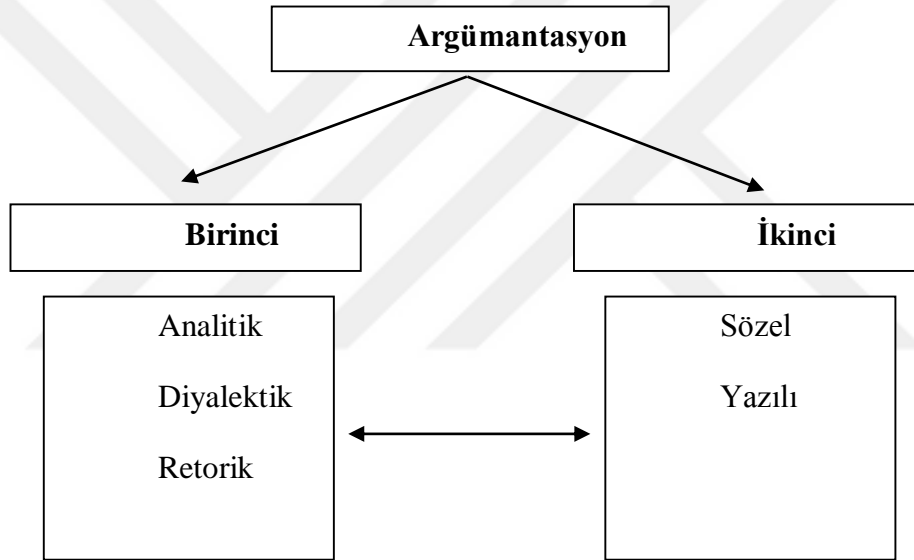 Argümantasyon
Birinci
İkinci
Analitik
Diyalektik
Retorik
Sözel
Yazılı